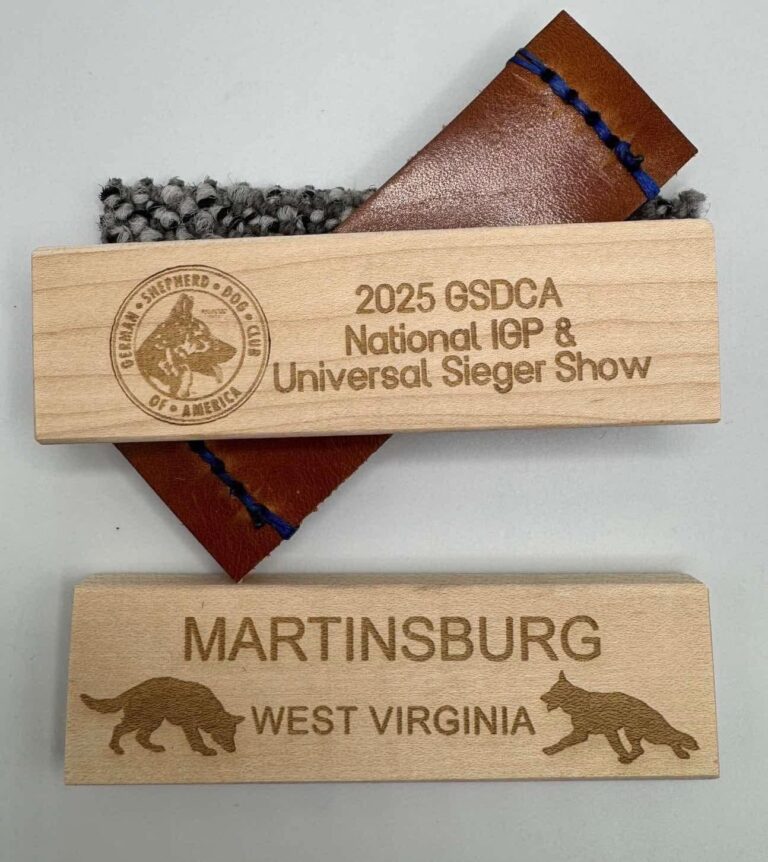 GERMAN • SHEPHERD • DOG • CLUB
OF • AMERICA
2025 GSDCA
National IGP &
Universal Sieger Show
MARTINSBURG
WEST VIRGINIA